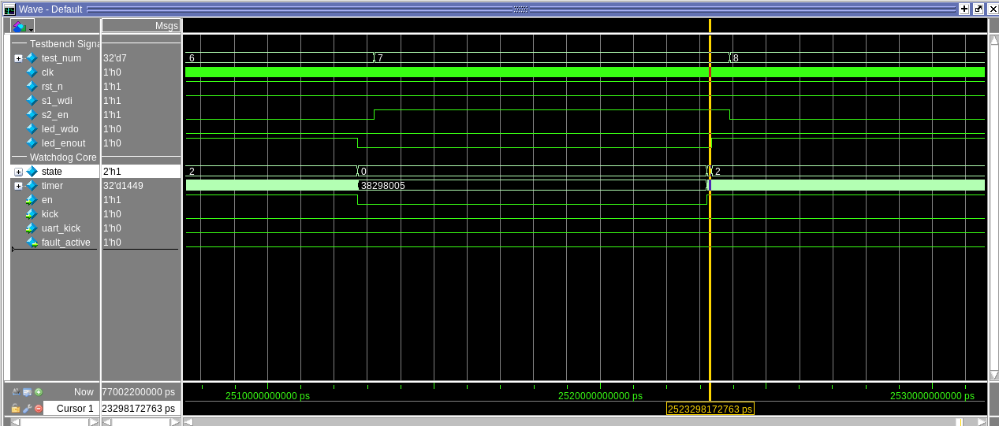 Wave - Default
Msgs
Testbench Signa
test_num 32'd7 6 7 8
clk 1'h0
rst_n 1'h1
s1_wdi 1'h1
s2_en 1'h1
led_wdo 1'h0
led_enout 1'h0
Watchdog Core
state 2'h1 2 0 2
timer 32'd1449 38298005
en 1'h1
kick 1'h0
uart_kick 1'h0
fault_active 1'h0
Now 77002200000 ps 2510000000000 ps 2520000000000 ps 2530000000000 ps
Cursor 1 23298172763 ps 2523298172763 ps